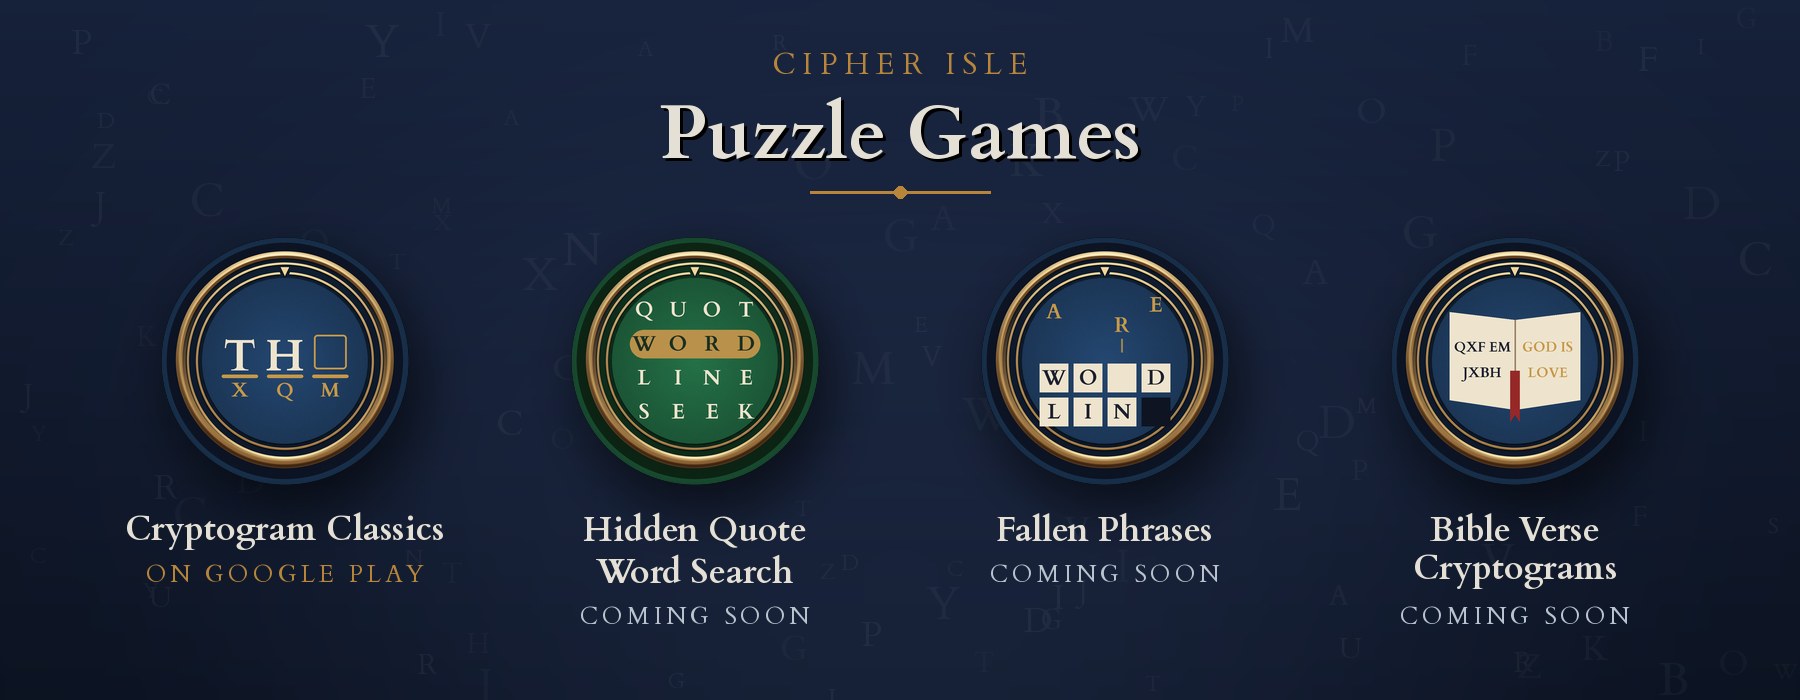 CIPHER ISLE
Puzzle Games
T H
X Q M
Q U O T
W O R D
L I N E
S E E K
A R E
W O D
L I N
QXF EM
JXBH
GOD IS
LOVE
Cryptogram Classics
ON GOOGLE PLAY
Hidden Quote
Word Search
COMING SOON
Fallen Phrases
COMING SOON
Bible Verse
Cryptograms
COMING SOON